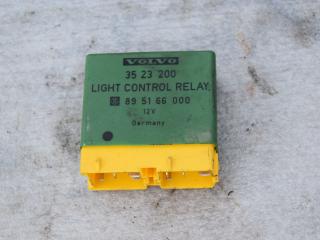 VOLVO
35 23 200
LIGHT CONTROL RELAY
89 51 66 000
12V
Germany